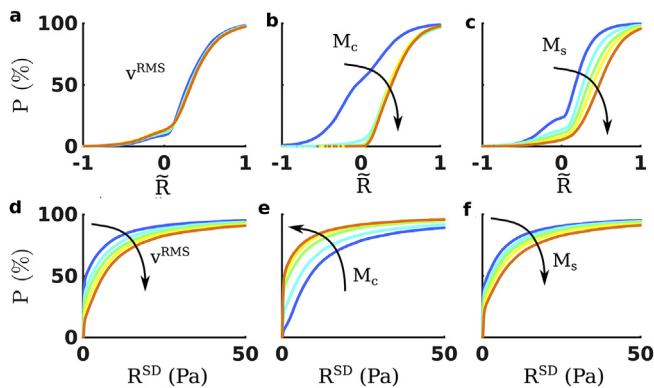 a
b
c
100
50
0
P (%)
v^RMS
M_c
M_s
-1 0 1
-1 0 1
-1 0 1
R̃
R̃
R̃
d
e
f
100
50
0
P (%)
v^RMS
M_c
M_s
0 50
0 50
0 50
R^SD (Pa)
R^SD (Pa)
R^SD (Pa)